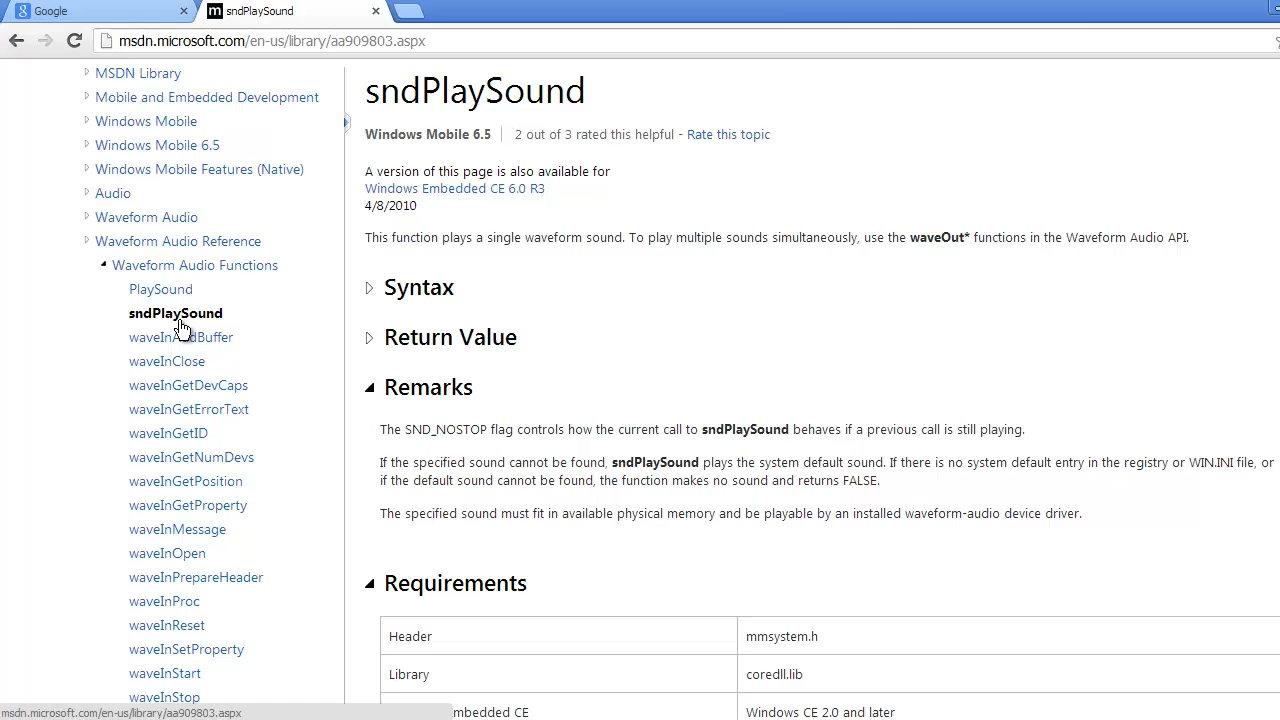 Google
sndPlaySound
msdn.microsoft.com/en-us/library/aa909803.aspx
MSDN Library
Mobile and Embedded Development
Windows Mobile
Windows Mobile 6.5
Windows Mobile Features (Native)
Audio
Waveform Audio
Waveform Audio Reference
Waveform Audio Functions
PlaySound
sndPlaySound
waveInAddBuffer
waveInClose
waveInGetDevCaps
waveInGetErrorText
waveInGetID
waveInGetNumDevs
waveInGetPosition
waveInGetProperty
waveInMessage
waveInOpen
waveInPrepareHeader
waveInProc
waveInReset
waveInSetProperty
waveInStart
waveInStop
msdn.microsoft.com/en-us/library/aa909803.aspx
sndPlaySound
Windows Mobile 6.5 2 out of 3 rated this helpful - Rate this topic
A version of this page is also available for
Windows Embedded CE 6.0 R3
4/8/2010
This function plays a single waveform sound. To play multiple sounds simultaneously, use the waveOut* functions in the Waveform Audio API.
Syntax
Return Value
Remarks
The SND_NOSTOP flag controls how the current call to sndPlaySound behaves if a previous call is still playing.
If the specified sound cannot be found, sndPlaySound plays the system default sound. If there is no system default entry in the registry or WIN.INI file, or
if the default sound cannot be found, the function makes no sound and returns FALSE.
The specified sound must fit in available physical memory and be playable by an installed waveform-audio device driver.
Requirements
Header mmsystem.h
Library coredll.lib
mbedded CE Windows CE 2.0 and later